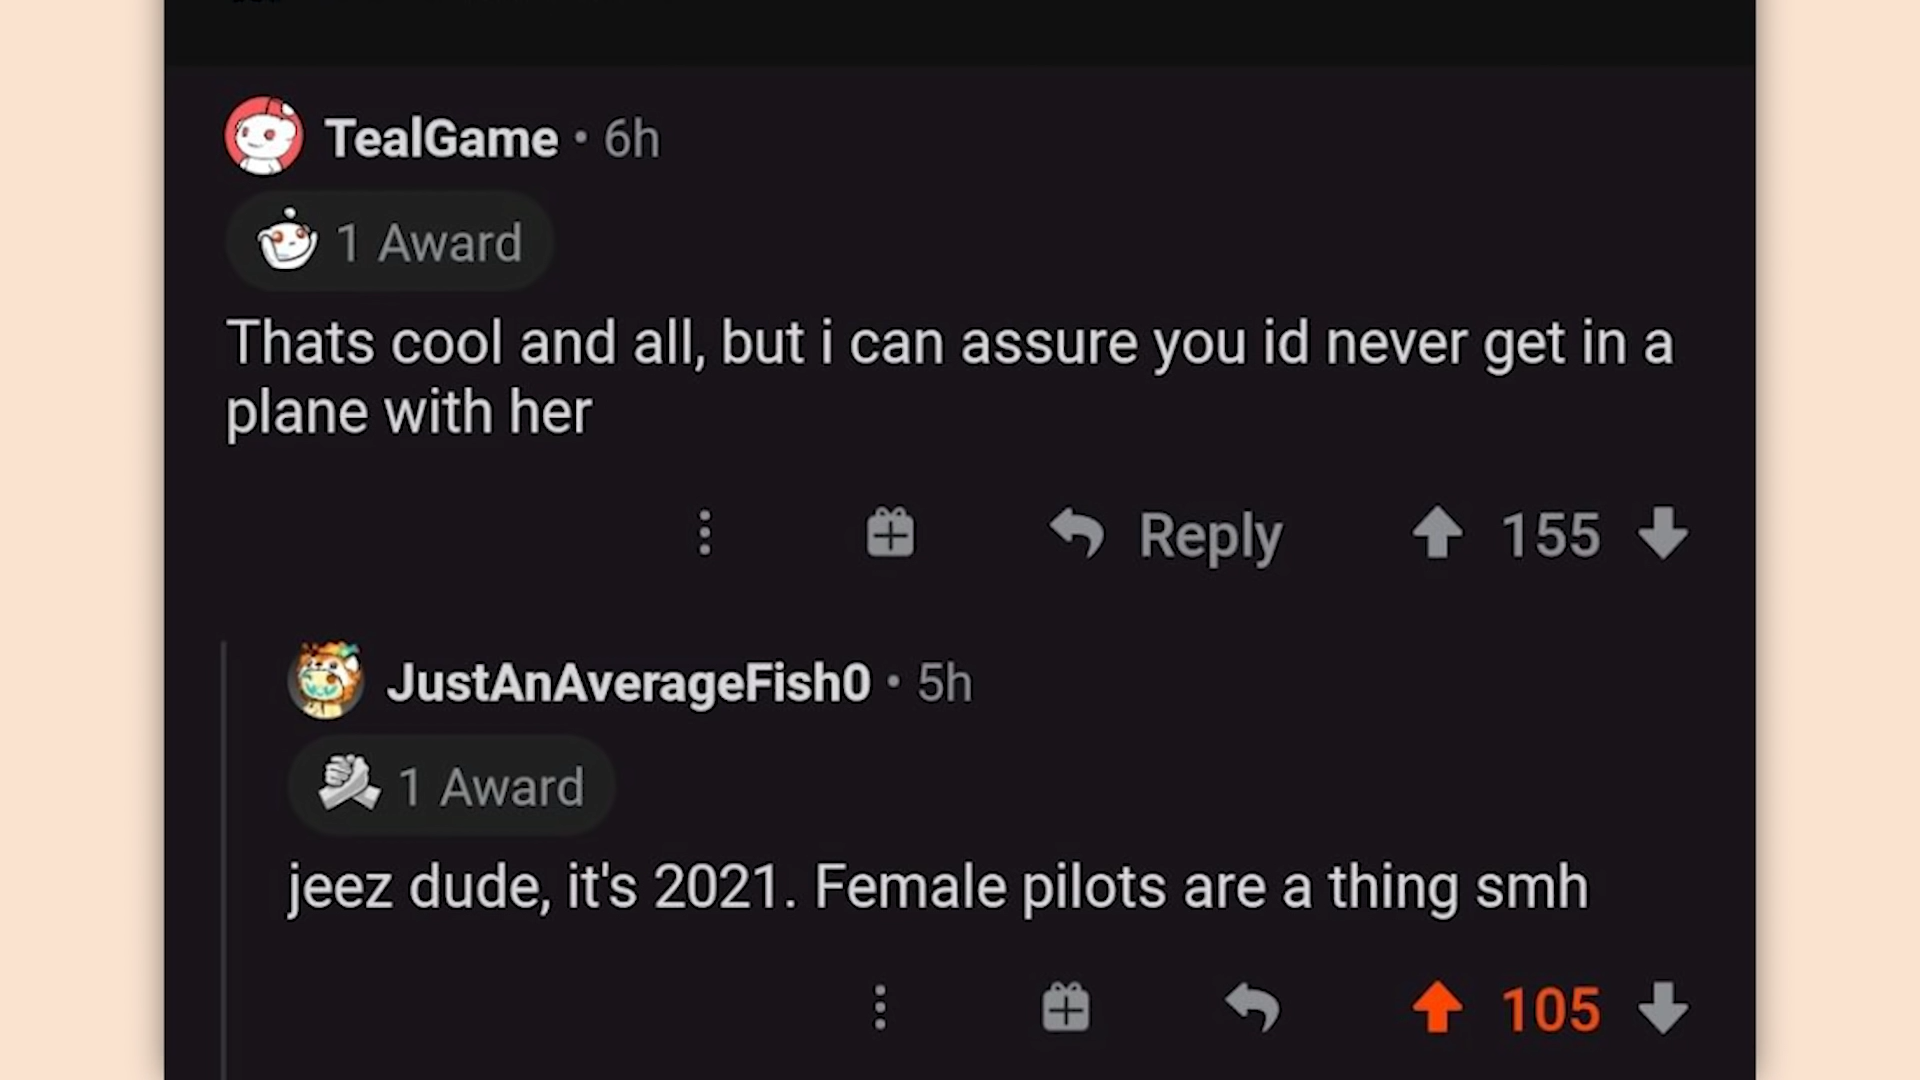 TealGame • 6h
1 Award
Thats cool and all, but i can assure you id never get in a
plane with her
Reply 155
JustAnAverageFish0 • 5h
1 Award
jeez dude, it's 2021. Female pilots are a thing smh
105